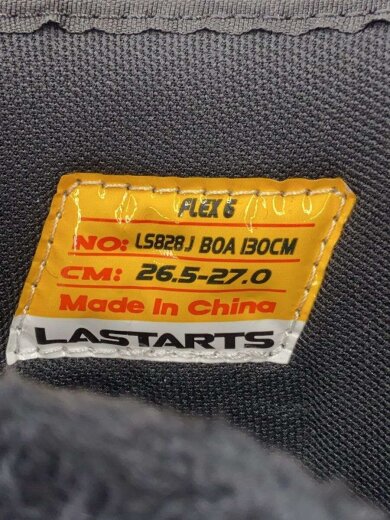 FLEX 6
NO: LS828J BOA 130CM
CM: 26.5-27.0
Made In China
LASTARTS